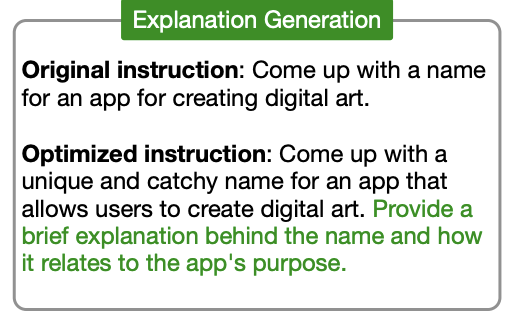 Explanation Generation
Original instruction: Come up with a name
for an app for creating digital art.
Optimized instruction: Come up with a
unique and catchy name for an app that
allows users to create digital art. Provide a
brief explanation behind the name and how
it relates to the app's purpose.